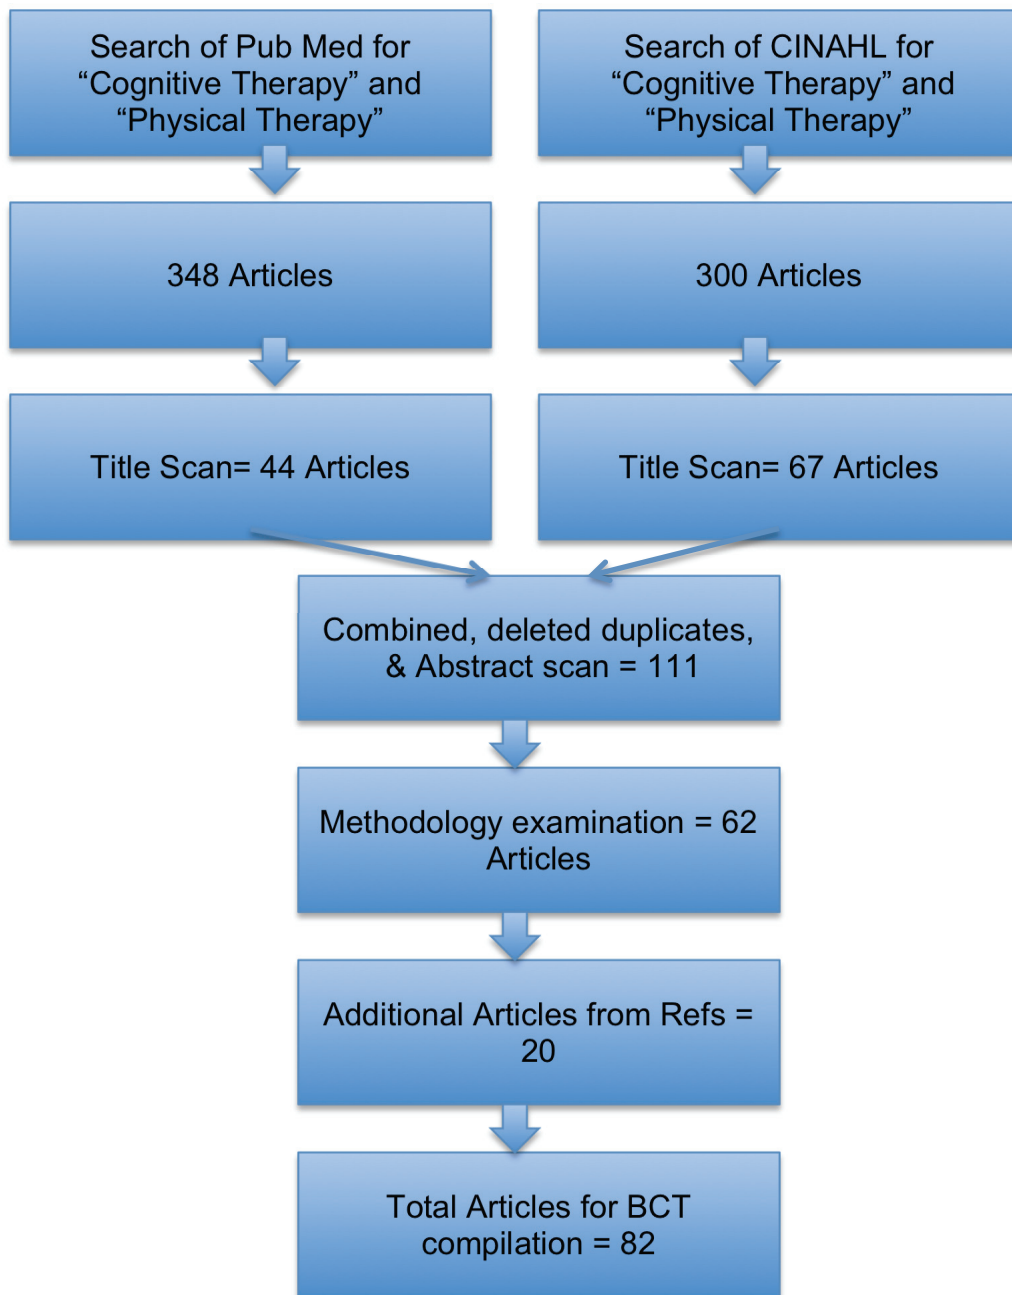 Search of Pub Med for
“Cognitive Therapy” and
“Physical Therapy”
Search of CINAHL for
“Cognitive Therapy” and
“Physical Therapy”
348 Articles
300 Articles
Title Scan= 44 Articles
Title Scan= 67 Articles
Combined, deleted duplicates,
& Abstract scan = 111
Methodology examination = 62
Articles
Additional Articles from Refs =
20
Total Articles for BCT
compilation = 82